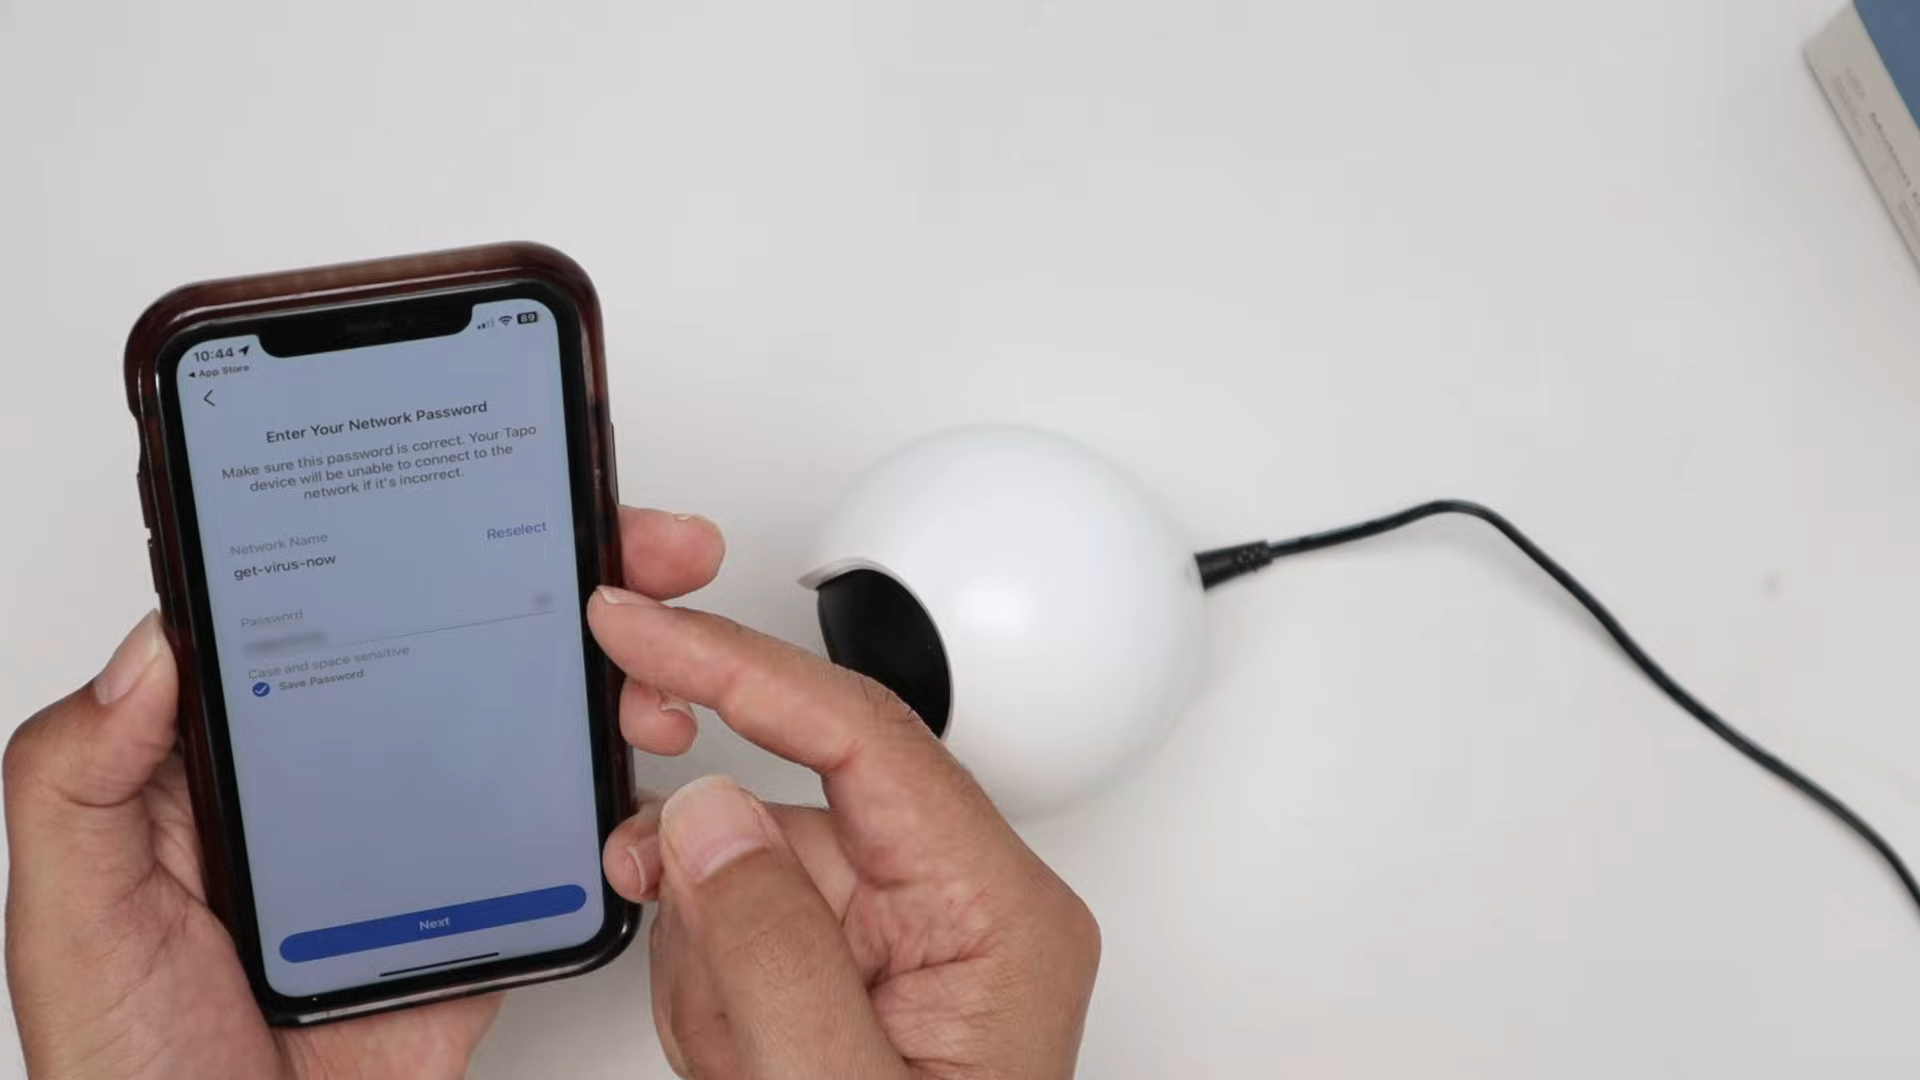 10:44
89
◀ App Store
Enter Your Network Password
Make sure this password is correct. Your Tapo
device will be unable to connect to the
network if it's incorrect.
Network Name
Reselect
get-virus-now
Password
Case and space sensitive
Save Password
Next